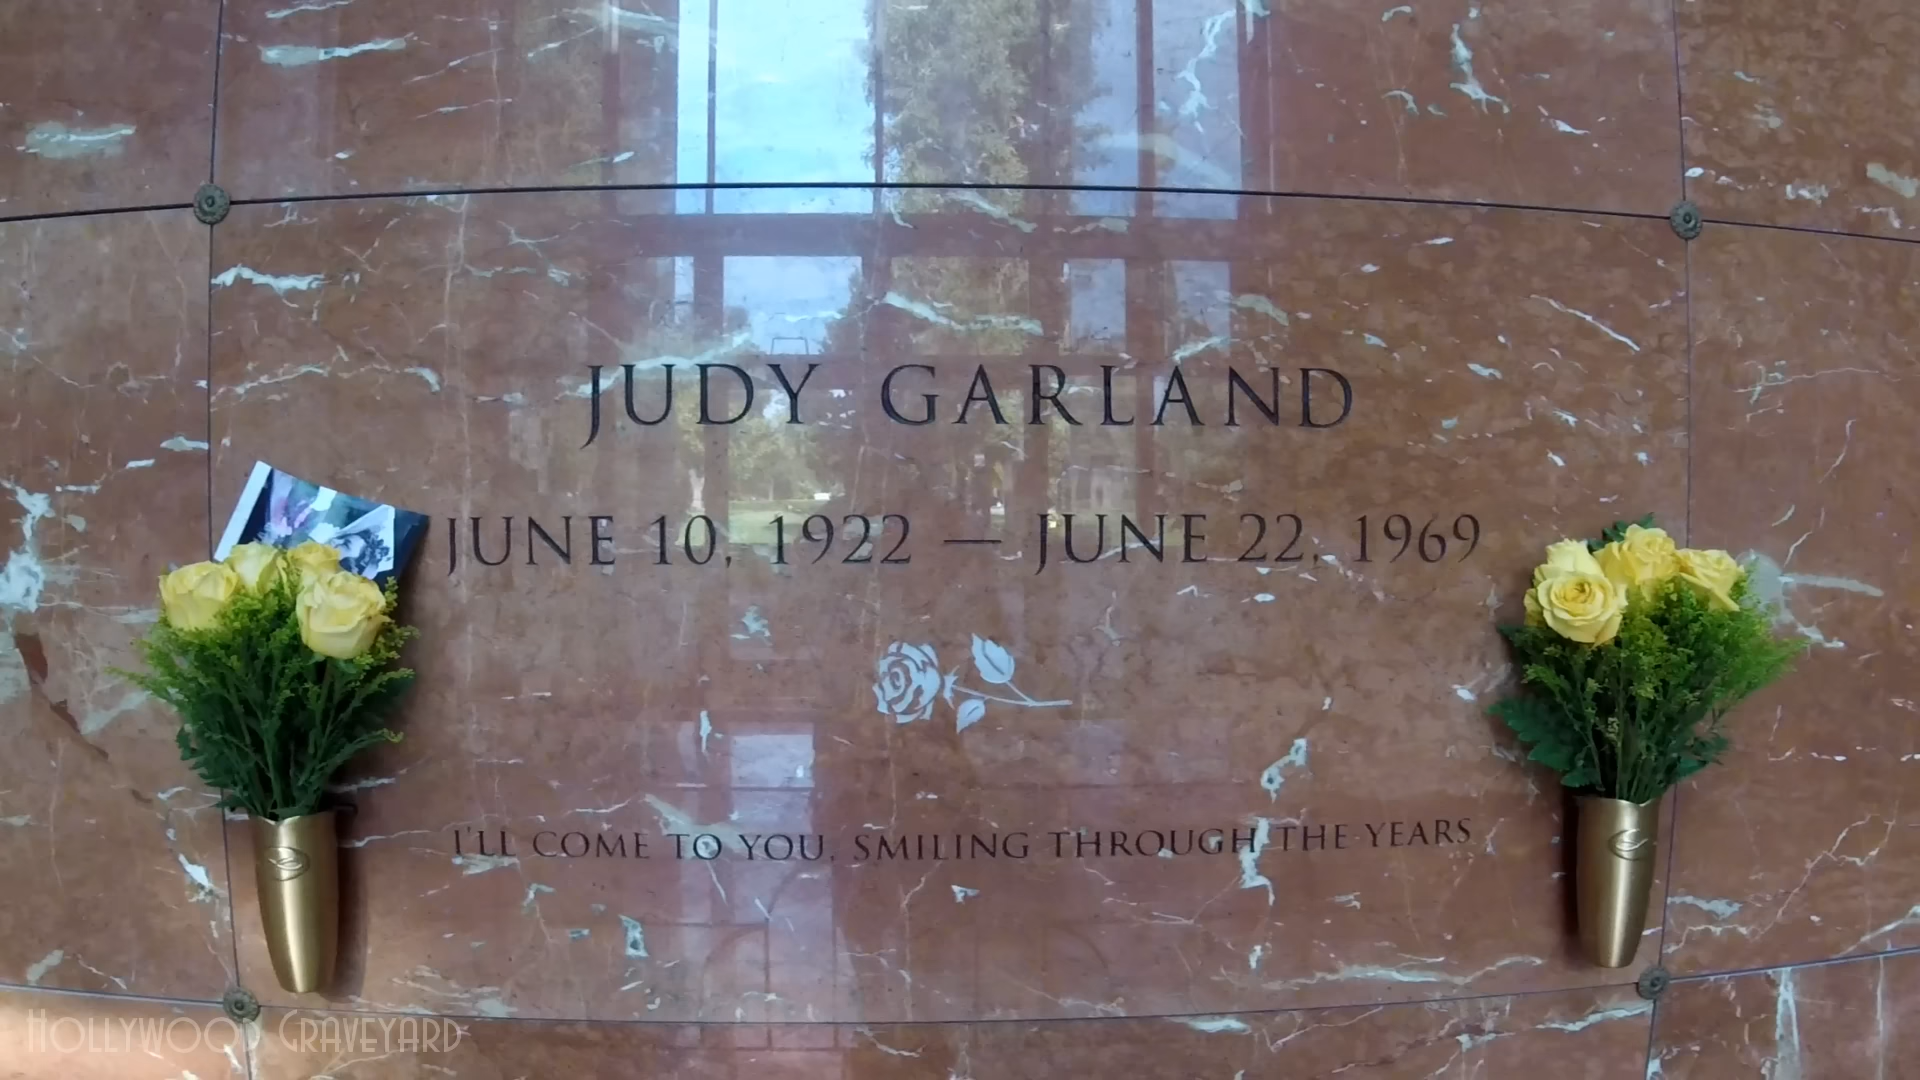 JUDY GARLAND
JUNE 10, 1922 — JUNE 22, 1969
I'LL COME TO YOU, SMILING THROUGH THE YEARS
HOLLYWOOD GRAVEYARD